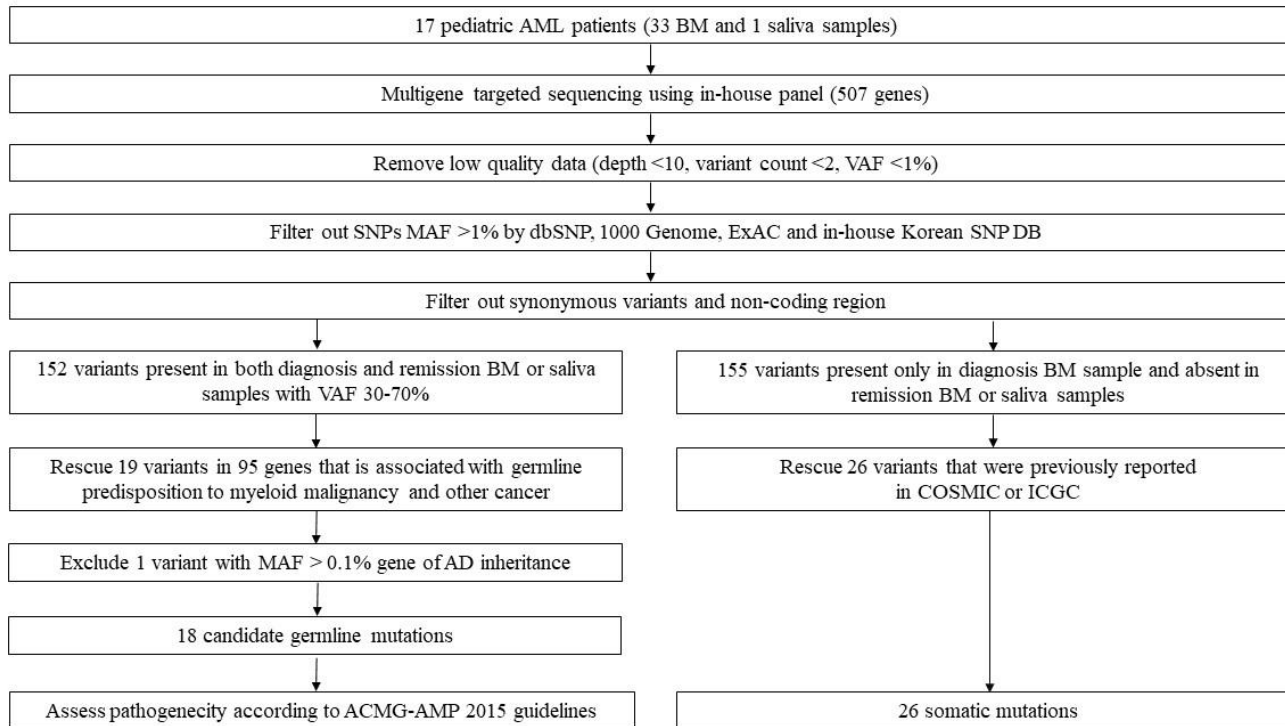 17 pediatric AML patients (33 BM and 1 saliva samples)
Multigene targeted sequencing using in-house panel (507 genes)
Remove low quality data (depth <10, variant count <2, VAF <1%)
Filter out SNPs MAF >1% by dbSNP, 1000 Genome, ExAC and in-house Korean SNP DB
Filter out synonymous variants and non-coding region
152 variants present in both diagnosis and remission BM or saliva
samples with VAF 30-70%
Rescue 19 variants in 95 genes that is associated with germline
predisposition to myeloid malignancy and other cancer
Exclude 1 variant with MAF > 0.1% gene of AD inheritance
18 candidate germline mutations
Assess pathogenecity according to ACMG-AMP 2015 guidelines
155 variants present only in diagnosis BM sample and absent in
remission BM or saliva samples
Rescue 26 variants that were previously reported
in COSMIC or ICGC
26 somatic mutations